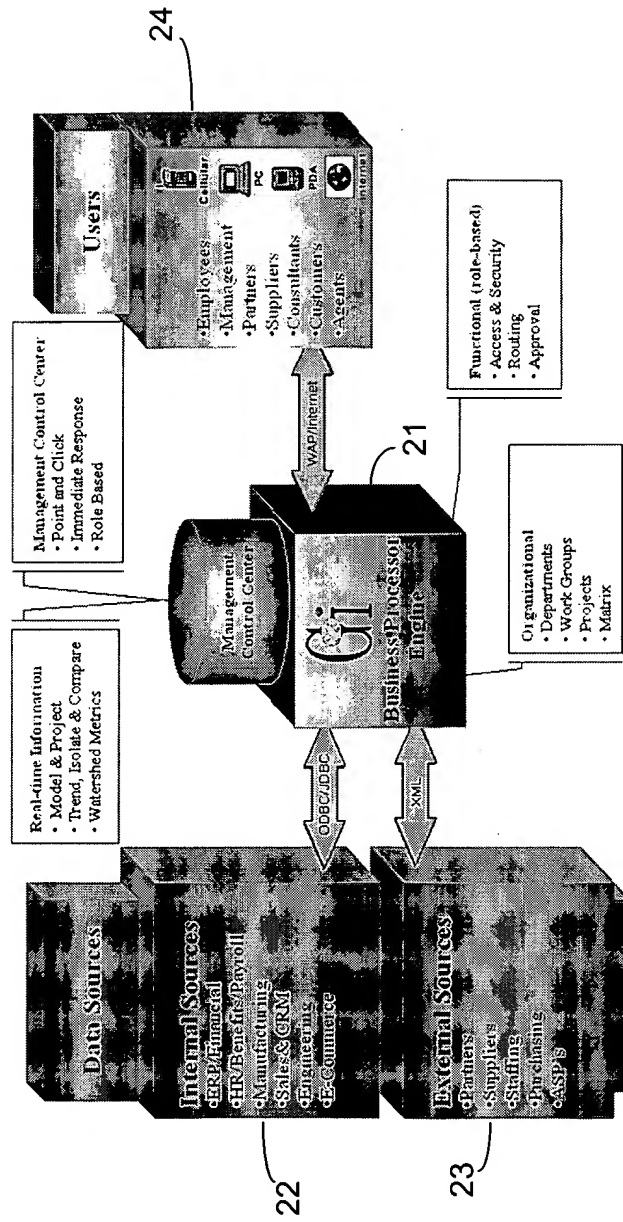 Data Sources
Internal Sources
•ERP/Financial
•HR/Benefits/Payroll
•Manufacturing
•Sales & CRM
•Engineering
•E-Commerce
22
External Sources
•Partners
•Suppliers
•Staffing
•Purchasing
•ASP's
23
Real-time Information
• Model & Project
• Trend, Isolate & Compare
• Watershed Metrics
Management Control Center
• Point and Click
• Immediate Response
• Role Based
ODBC/JDBC
XML
Management
Control Center
Business Processor
Engine
21
WAP/Internet
Organizational
• Departments
• Work Groups
• Projects
• Matrix
Functional (role-based)
• Access & Security
• Routing
• Approval
Users
•Employees
•Management
•Partners
•Suppliers
•Consultants
•Customers
•Agents
Cellular
PC
PDA
Internet
24